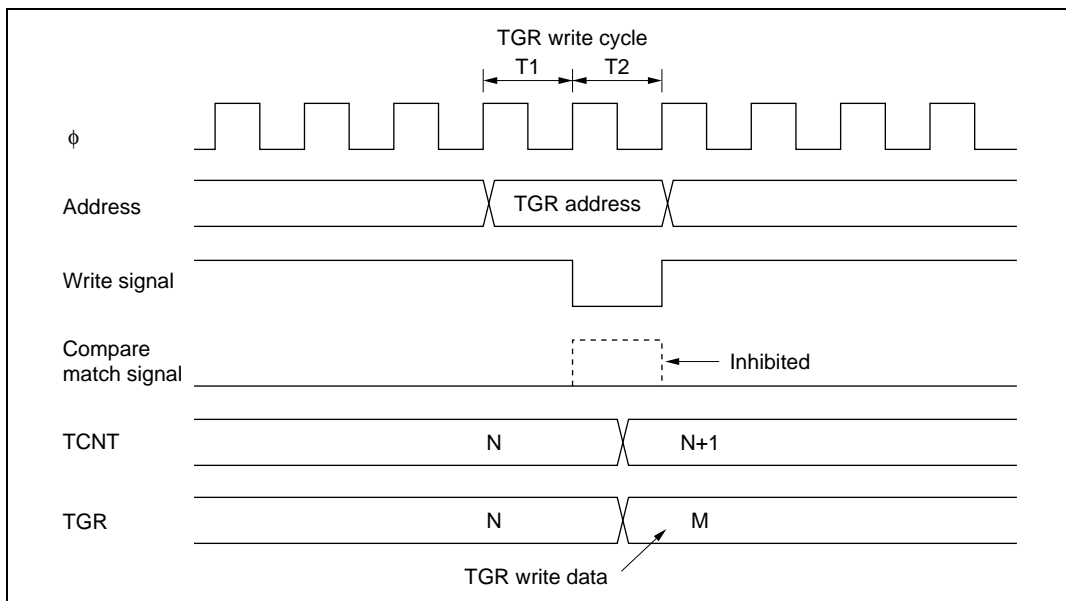 TGR write cycle
T1 T2
ϕ
Address
TGR address
Write signal
Compare
match signal
Inhibited
TCNT
N
N+1
TGR
N
M
TGR write data